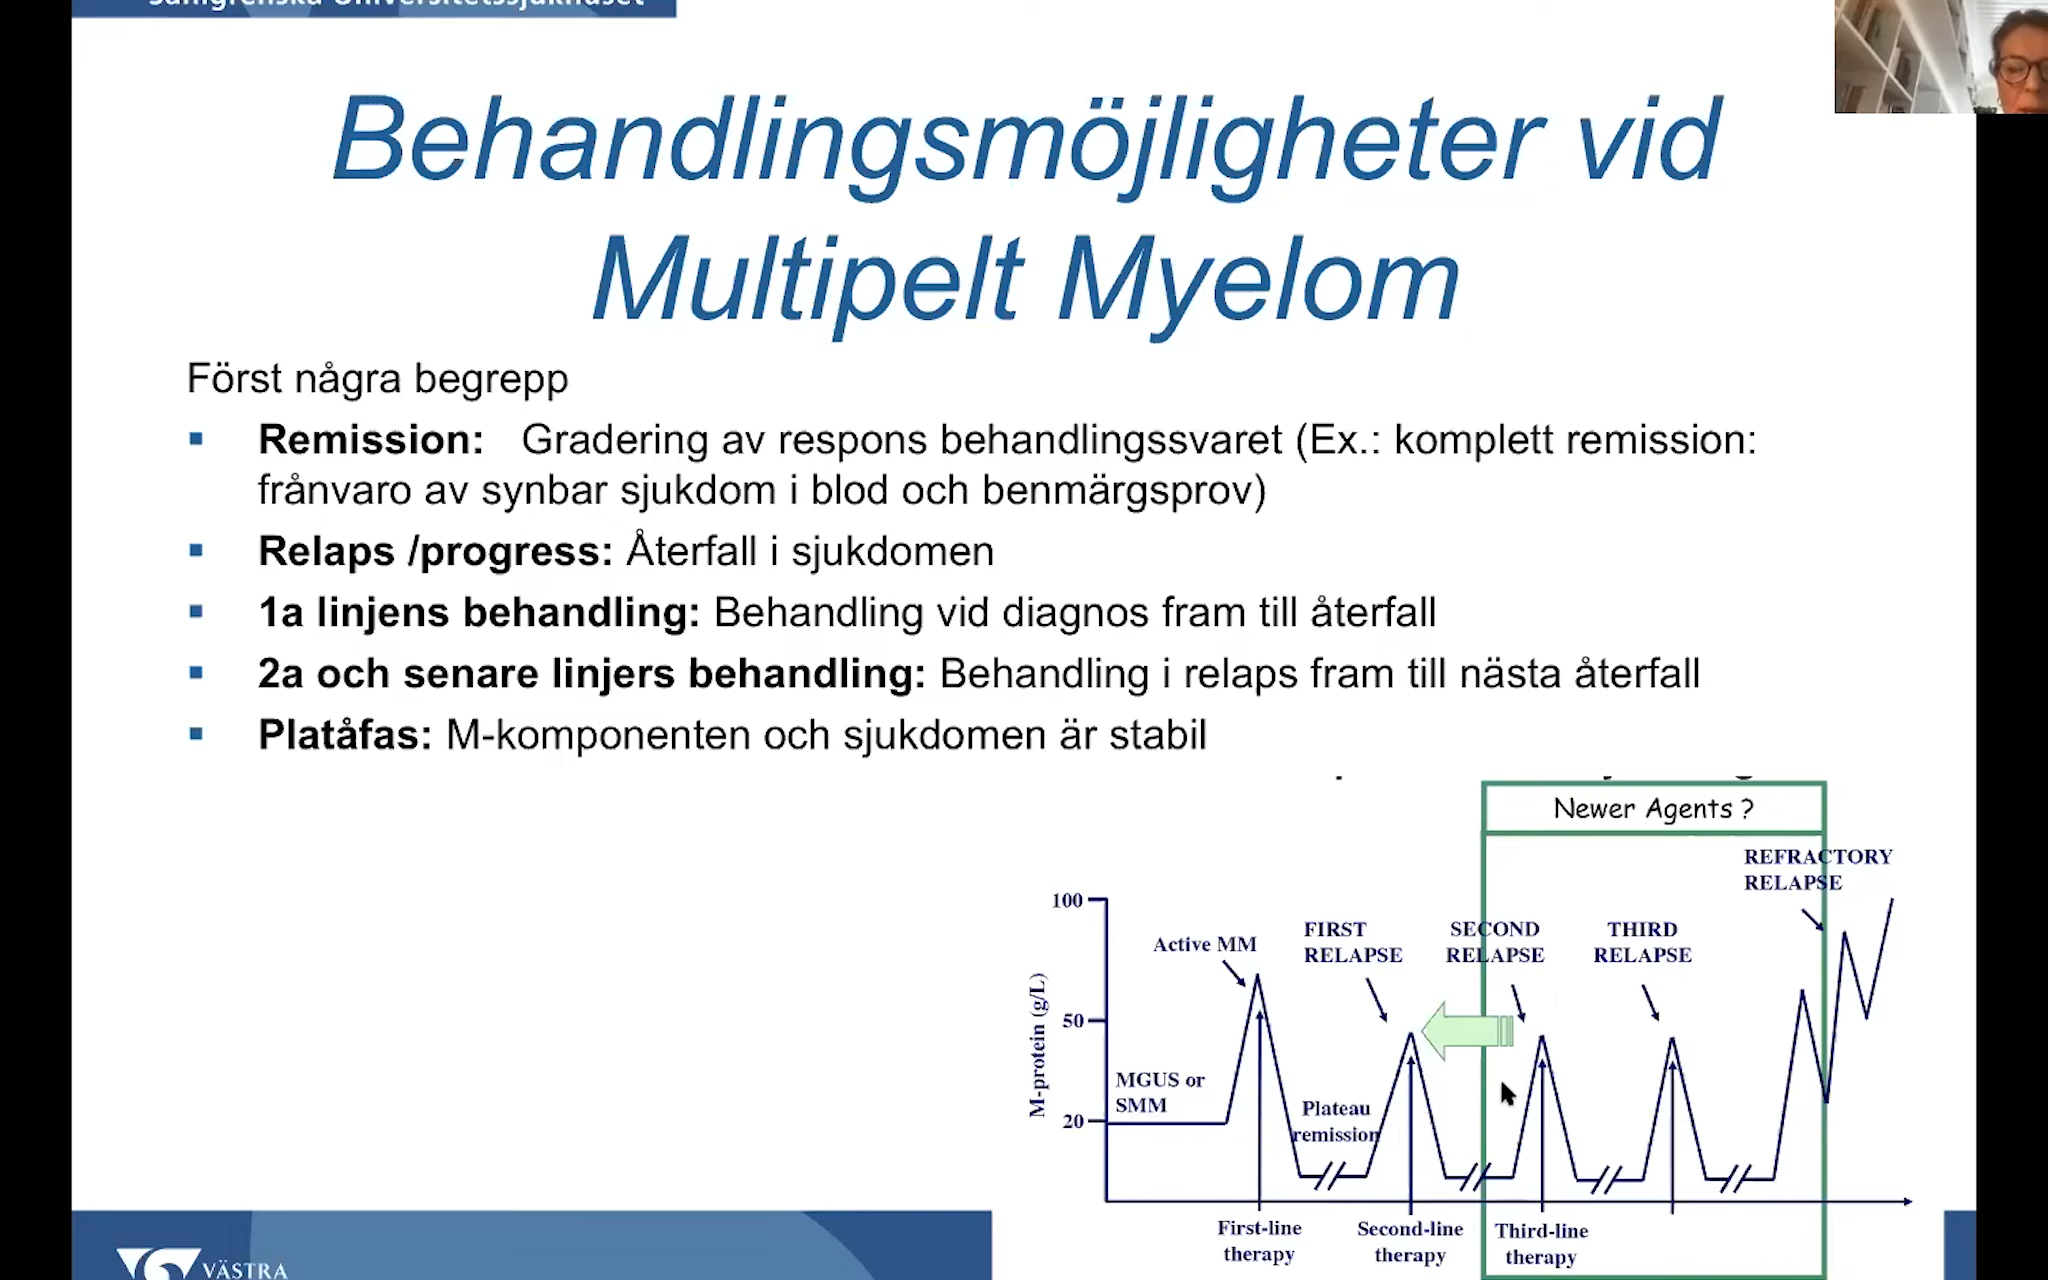 Behandlingsmöjligheter vid
Multipelt Myelom
Först några begrepp
▪ Remission: Gradering av respons behandlingssvaret (Ex.: komplett remission:
frånvaro av synbar sjukdom i blod och benmärgsprov)
▪ Relaps /progress: Återfall i sjukdomen
▪ 1a linjens behandling: Behandling vid diagnos fram till återfall
▪ 2a och senare linjers behandling: Behandling i relaps fram till nästa återfall
▪ Platåfas: M-komponenten och sjukdomen är stabil
Newer Agents ?
REFRACTORY
RELAPSE
100
Active MM
FIRST
RELAPSE
SECOND
RELAPSE
THIRD
RELAPSE
M-protein (g/L)
50
MGUS or
SMM
Plateau
remission
20
First-line
therapy
Second-line
therapy
Third-line
therapy
VÄSTRA